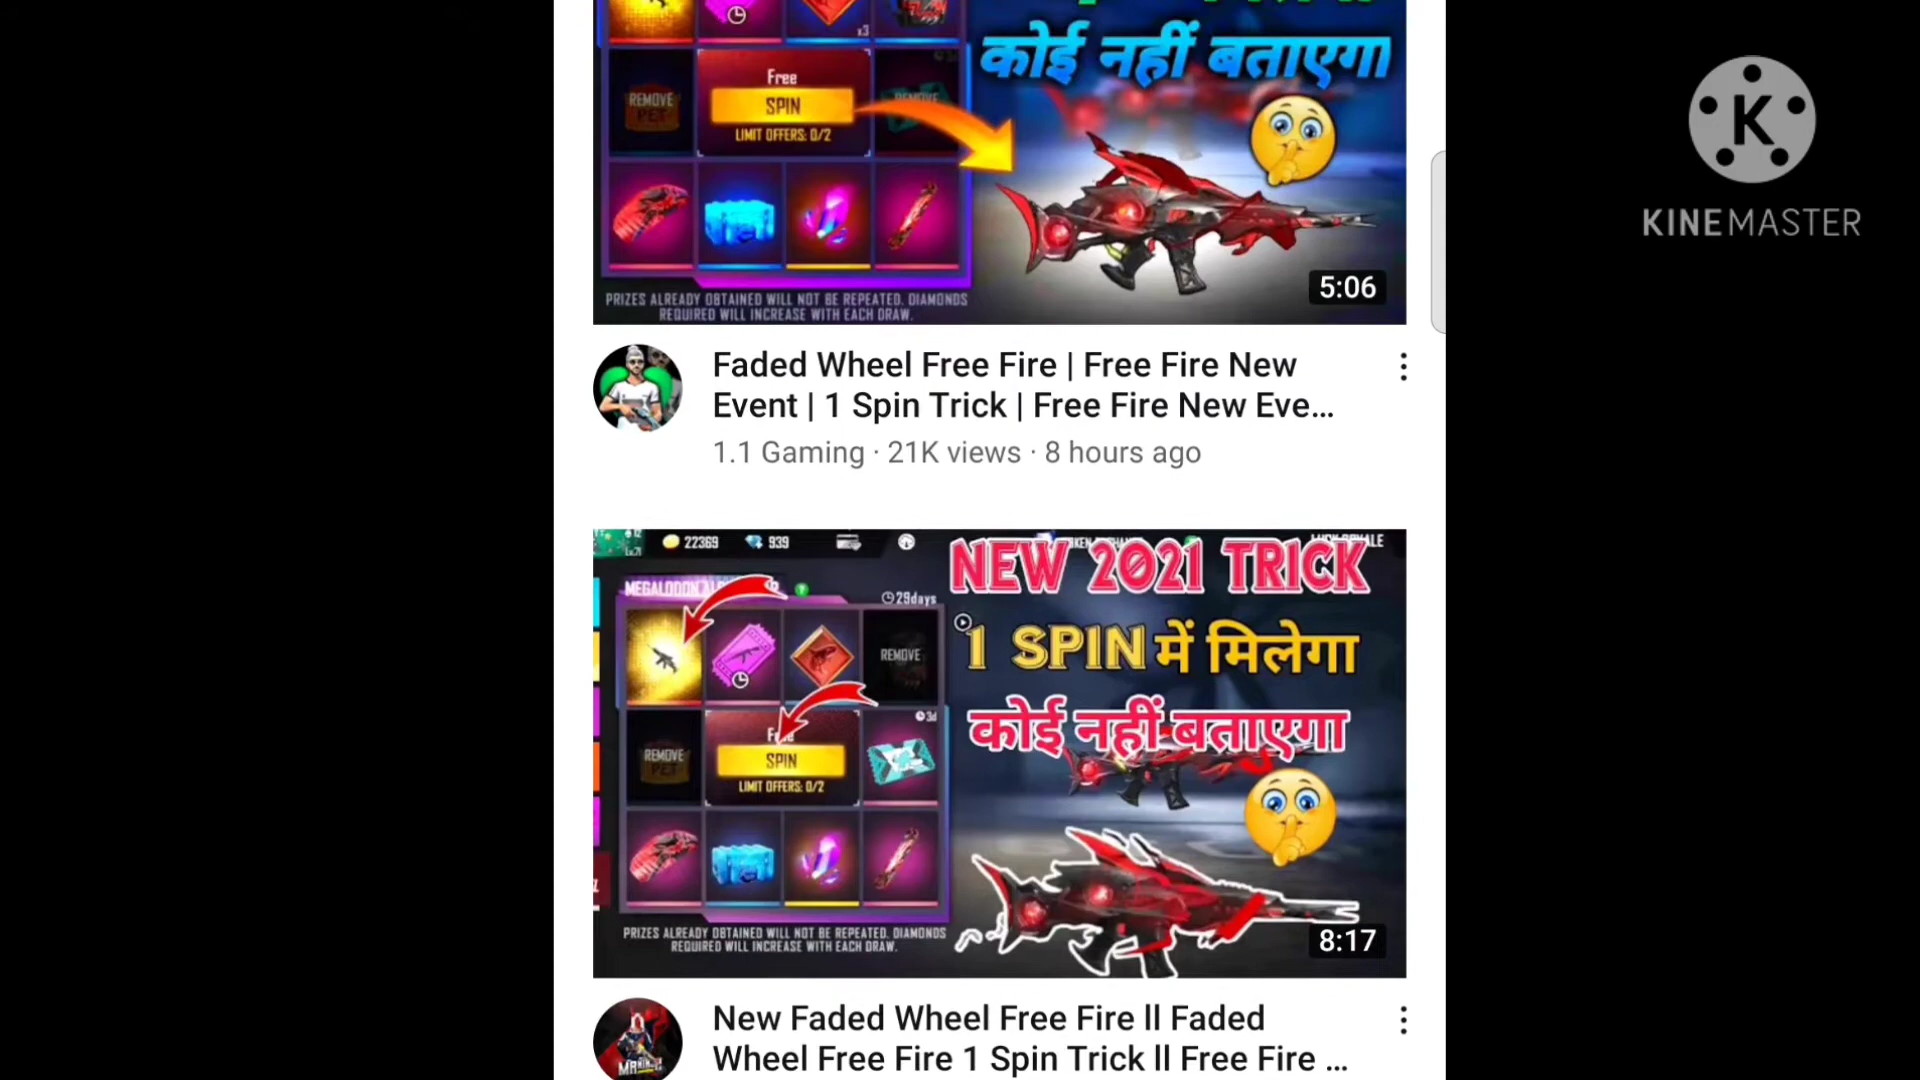 x3
कोई नहीं बताएगा
REMOVE
PET
Free
SPIN
LIMIT OFFERS: 0/2
REMOVE
PRIZES ALREADY OBTAINED WILL NOT BE REPEATED. DIAMONDS
REQUIRED WILL INCREASE WITH EACH DRAW.
5:06
K
KINEMASTER
Faded Wheel Free Fire | Free Fire New
Event | 1 Spin Trick | Free Fire New Eve...
1.1 Gaming · 21K views · 8 hours ago
22369
939
NEW 2021 TRICK
29days
1 SPIN में मिलेगा
REMOVE
कोई नहीं बताएगा
3d
REMOVE
PET
SPIN
LIMIT OFFERS: 0/2
PRIZES ALREADY OBTAINED WILL NOT BE REPEATED. DIAMONDS
REQUIRED WILL INCREASE WITH EACH DRAW.
8:17
New Faded Wheel Free Fire ll Faded
Wheel Free Fire 1 Spin Trick ll Free Fire ...